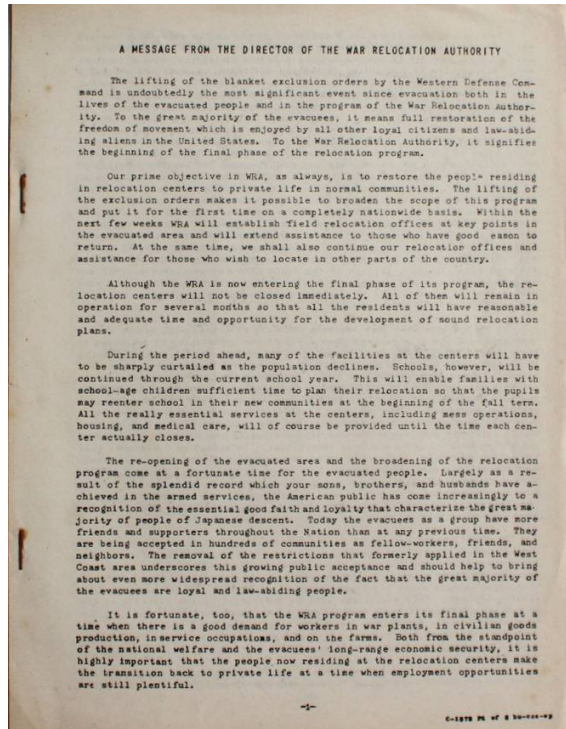 A MESSAGE FROM THE DIRECTOR OF THE WAR RELOCATION AUTHORITY
The lifting of the blanket exclusion orders by the Western Defense Com-
mand is undoubtedly the most significant event since evacuation both in the
lives of the evacuated people and in the program of the War Relocation Author-
ity. To the great majority of the evacuees, it means full restoration of the
freedom of movement which is enjoyed by all other loyal citizens and law-abid-
ing aliens in the United States. To the War Relocation Authority, it signifies
the beginning of the final phase of the relocation program.
Our prime objective in WRA, as always, is to restore the people residing
in relocation centers to private life in normal communities. The lifting of
the exclusion orders makes it possible to broaden the scope of this program
and put it for the first time on a completely nationwide basis. Within the
next few weeks WRA will establish field relocation offices at key points in
the evacuated area and will extend assistance to those who have good eason to
return. At the same time, we shall also continue our relocation offices and
assistance for those who wish to locate in other parts of the country.
Although the WRA is now entering the final phase of its program, the re-
location centers will not be closed immediately. All of them will remain in
operation for several months so that all the residents will have reasonable
and adequate time and opportunity for the development of sound relocation
plans.
During the period ahead, many of the facilities at the centers will have
to be sharply curtailed as the population declines. Schools, however, will be
continued through the current school year. This will enable families with
school-age children sufficient time to plan their relocation so that the pupils
may reenter school in their new communities at the beginning of the fall term.
All the really essential services at the centers, including mess operations,
housing, and medical care, will of course be provided until the time each cen-
ter actually closes.
The re-opening of the evacuated area and the broadening of the relocation
program come at a fortunate time for the evacuated people. Largely as a re-
sult of the splendid record which your sons, brothers, and husbands have a-
chieved in the armed services, the American public has come increasingly to a
recognition of the essential good faith and loyalty that characterize the great ma-
jority of people of Japanese descent. Today the evacuees as a group have more
friends and supporters throughout the Nation than at any previous time. They
are being accepted in hundreds of communities as fellow-workers, friends, and
neighbors. The removal of the restrictions that formerly applied in the West
Coast area underscores this growing public acceptance and should help to bring
about even more widespread recognition of the fact that the great majority of
the evacuees are loyal and law-abiding people.
It is fortunate, too, that the WRA program enters its final phase at a
time when there is a good demand for workers in war plants, in civilian goods
production, in service occupations, and on the farms. Both from the standpoint
of the national welfare and the evacuees' long-range economic security, it is
highly important that the people now residing at the relocation centers make
the transition back to private life at a time when employment opportunities
are still plentiful.
-1-